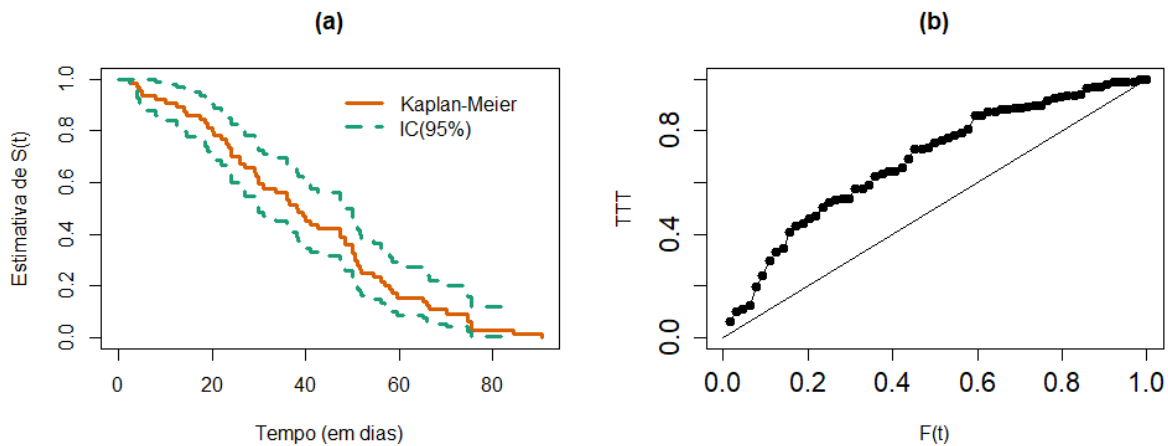 (a)
Estimativa de S(t)
0.0 0.2 0.4 0.6 0.8 1.0
Kaplan-Meier
IC(95%)
0 20 40 60 80
Tempo (em dias)
(b)
TTT
0.0 0.4 0.8
0.0 0.2 0.4 0.6 0.8 1.0
F(t)